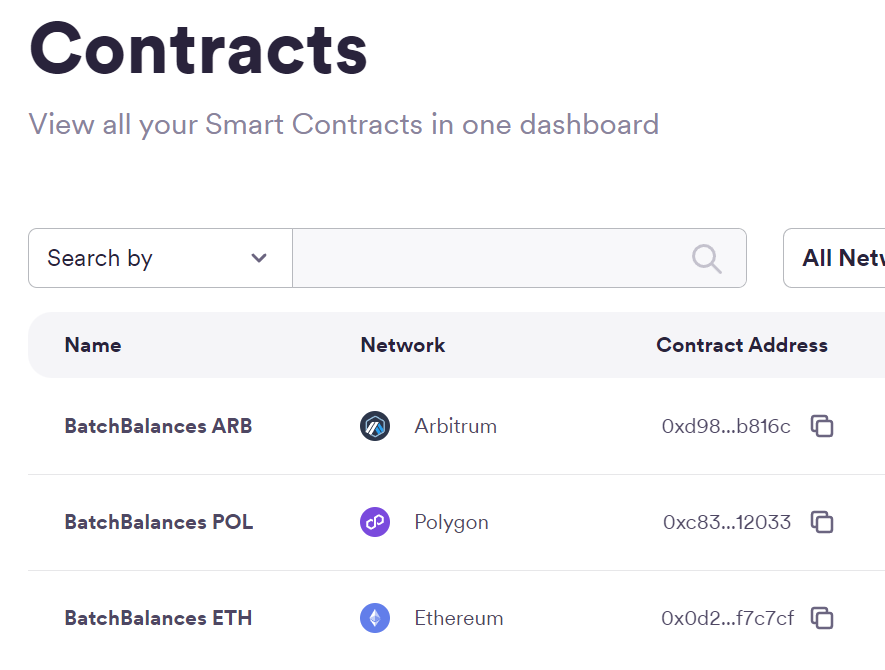 Contracts
View all your Smart Contracts in one dashboard
Search by
All Netw
Name Network Contract Address
BatchBalances ARB Arbitrum 0xd98...b816c
BatchBalances POL Polygon 0xc83...12033
BatchBalances ETH Ethereum 0x0d2...f7c7cf